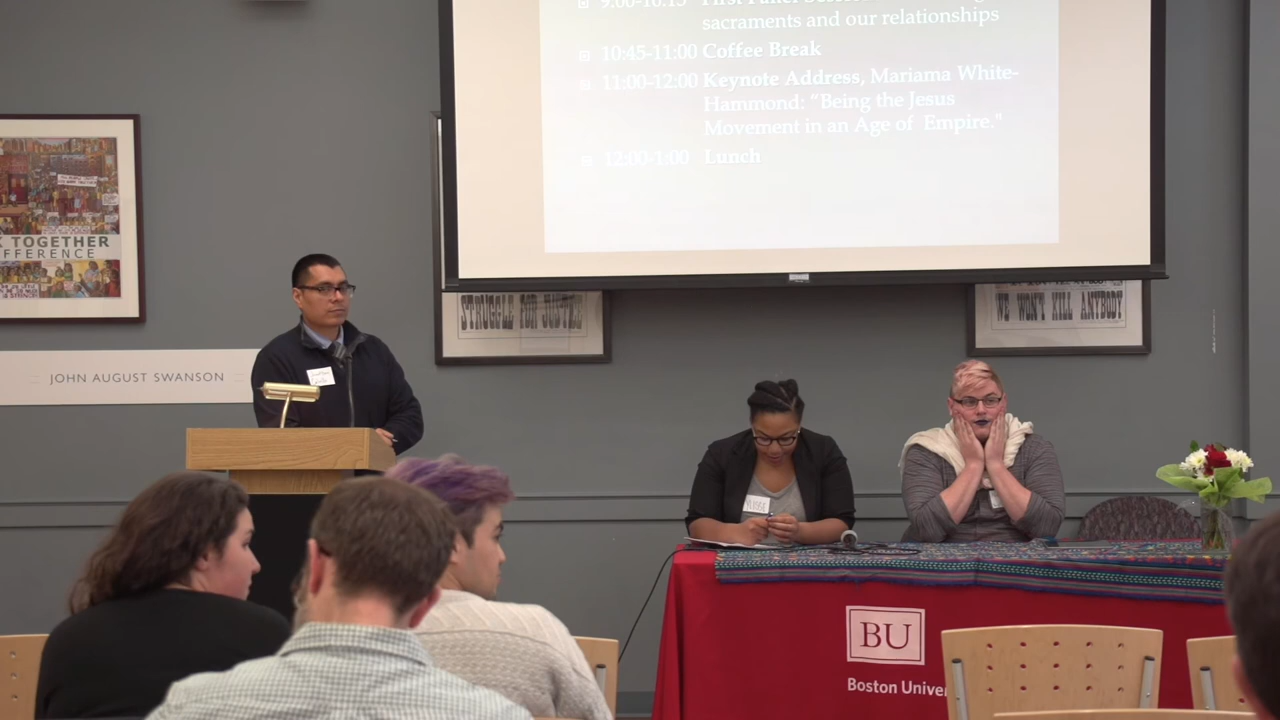 sacraments and our relationships
10:45-11:00 Coffee Break
11:00-12:00 Keynote Address, Mariama White-
Hammond: “Being the Jesus
Movement in an Age of Empire."
12:00-1:00 Lunch
TOGETHER
FFERENCE
STRUGGLE FOR JUSTICE
WE WON'T KILL ANYBODY
JOHN AUGUST SWANSON
BU
Boston Univer